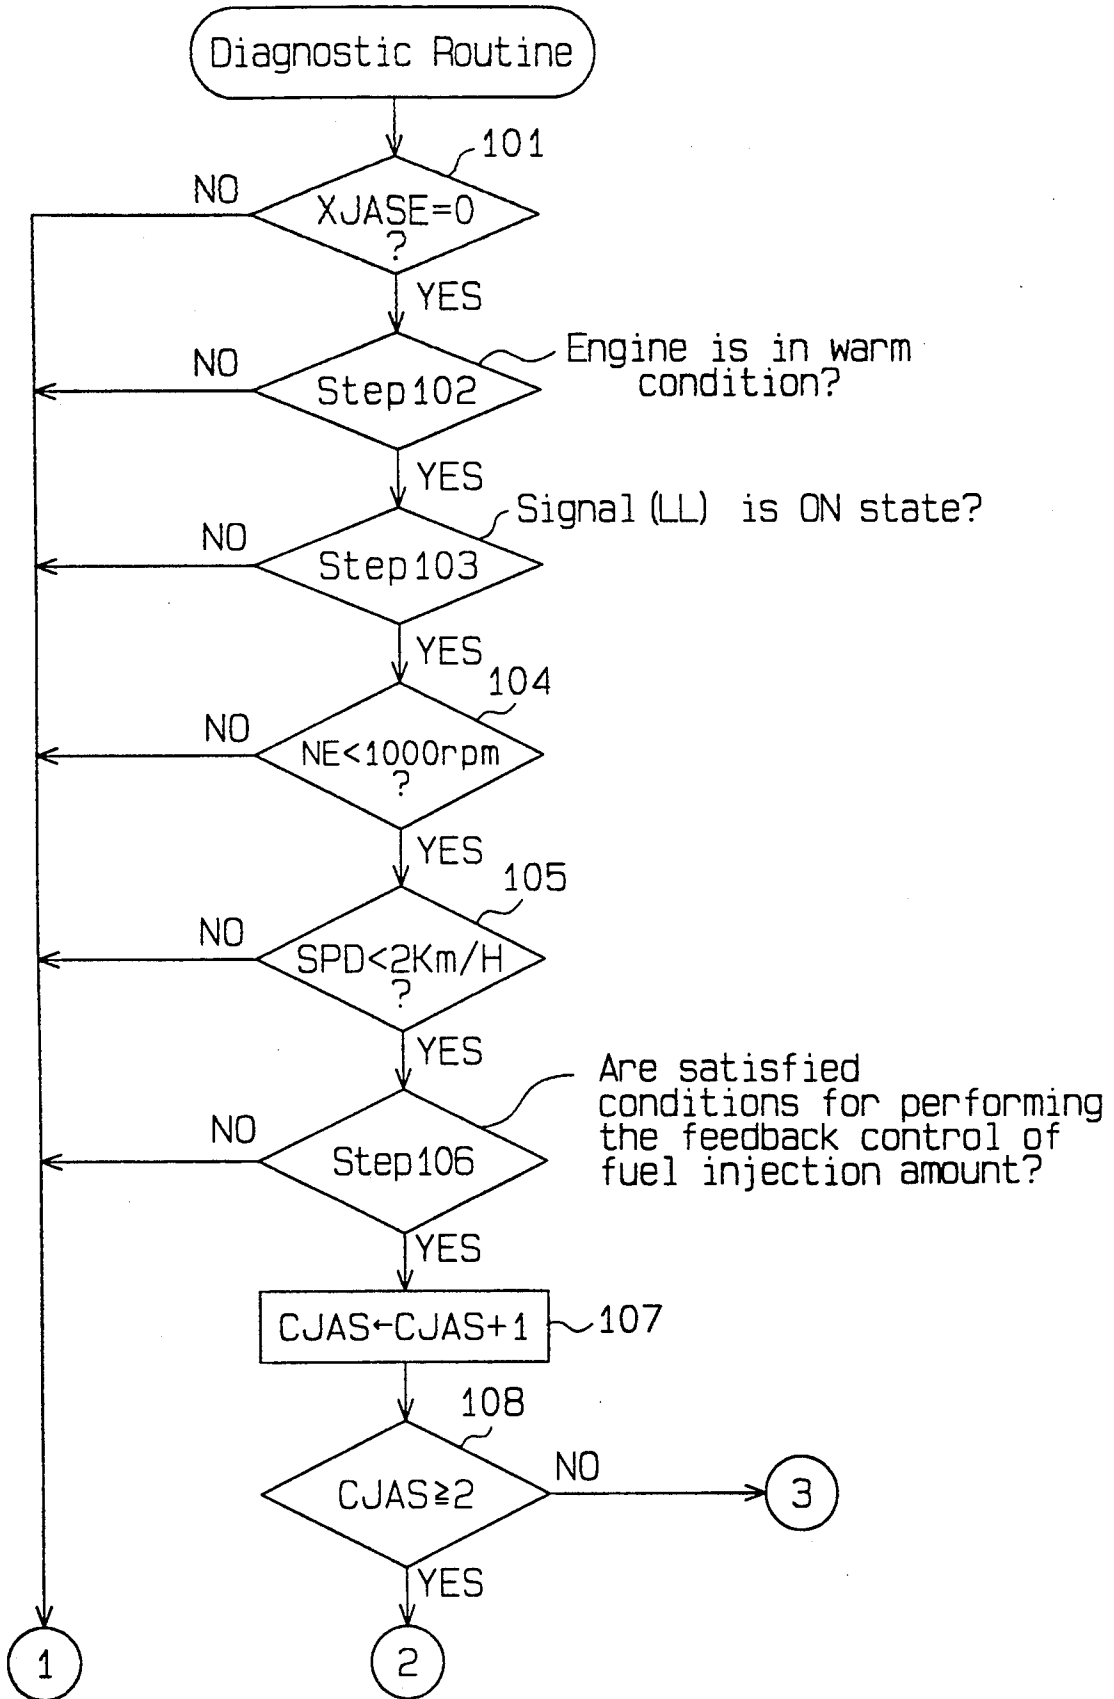 Diagnostic Routine
101
NO
XJASE=0
?
YES
NO
Step102
Engine is in warm
condition?
YES
NO
Step103
Signal (LL) is ON state?
YES
104
NO
NE<1000rpm
?
YES
105
NO
SPD<2Km/H
?
YES
NO
Step106
Are satisfied
conditions for performing
the feedback control of
fuel injection amount?
YES
CJAS←CJAS+1
107
108
CJAS≧2
NO
3
YES
1
2